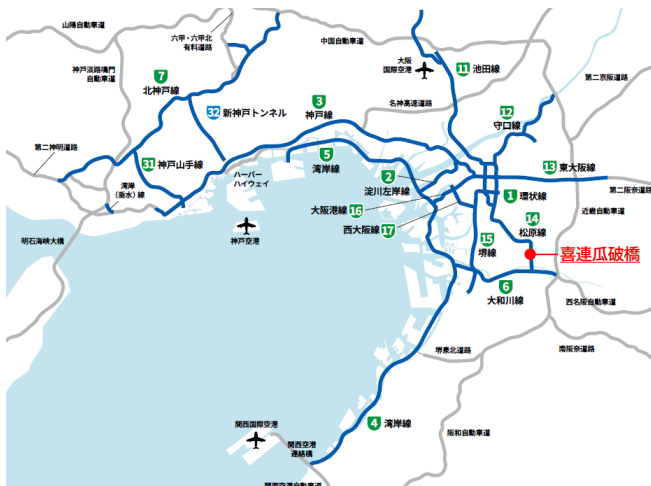 山陽自動車道
六甲・六甲北
有料道路
中国自動車道
大阪
国際空港
11
池田線
第二京阪道路
神戸淡路鳴門
自動車道
7
北神戸線
32
新神戸トンネル
3
神戸線
名神高速道路
12
守口線
第二神明道路
31
神戸山手線
ハーバー
ハイウェイ
5
湾岸線
2
淀川左岸線
13
東大阪線
第二阪奈道路
湾岸
(垂水)線
大阪港線
16
1
環状線
近畿自動車道
西大阪線
17
14
松原線
明石海峡大橋
神戸空港
15
堺線
喜連瓜破橋
6
大和川線
西名阪自動車道
堺泉北道路
南阪奈道路
関西国際空港
4
湾岸線
阪和自動車道
関西空港
連絡橋
関西空港自動車道